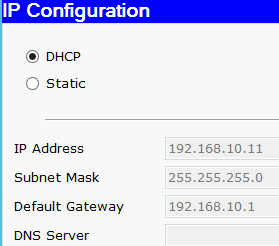 IP Configuration
DHCP
Static
IP Address 192.168.10.11
Subnet Mask 255.255.255.0
Default Gateway 192.168.10.1
DNS Server